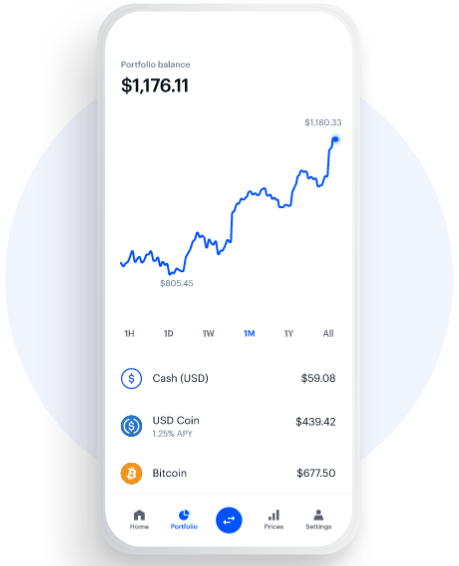 Portfolio balance
$1,176.11
$1,180.33
$805.45
1H 1D 1W 1M 1Y All
Cash (USD) $59.08
USD Coin $439.42
1.25% APY
Bitcoin $677.50
Home Portfolio Prices Settings